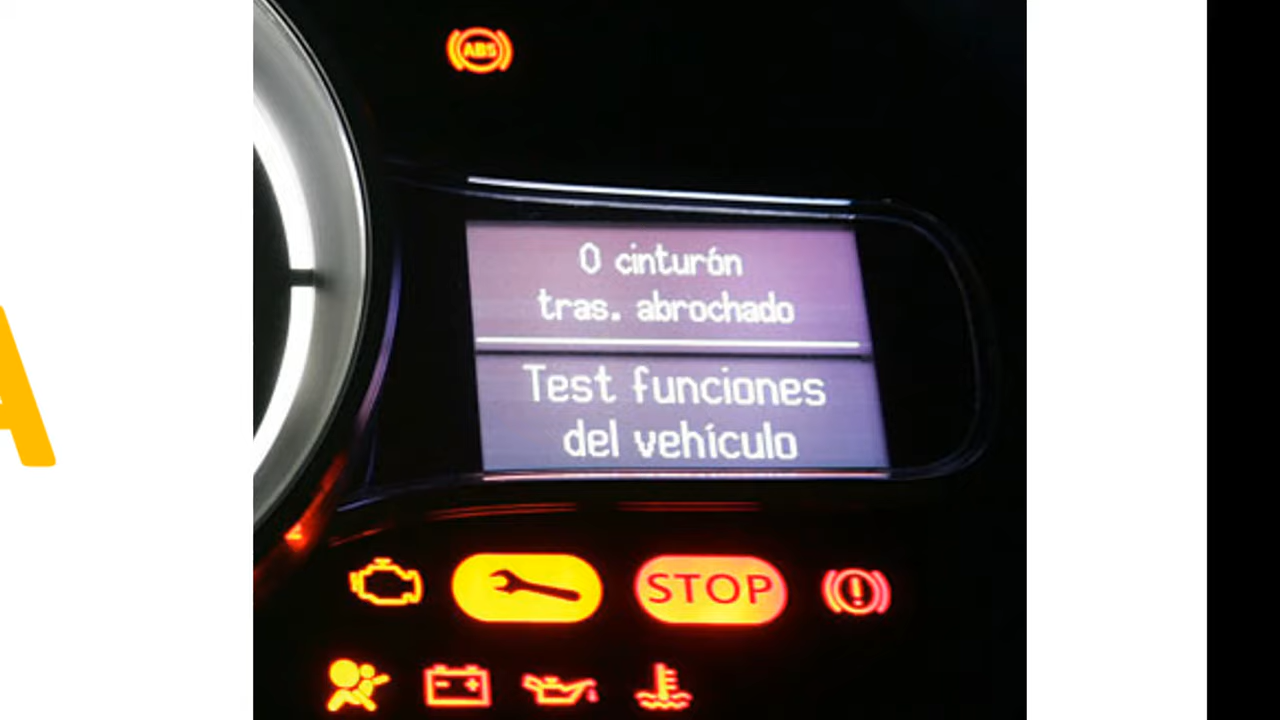 ABS
0 cinturón
tras. abrochado
Test funciones
del vehículo
STOP
A